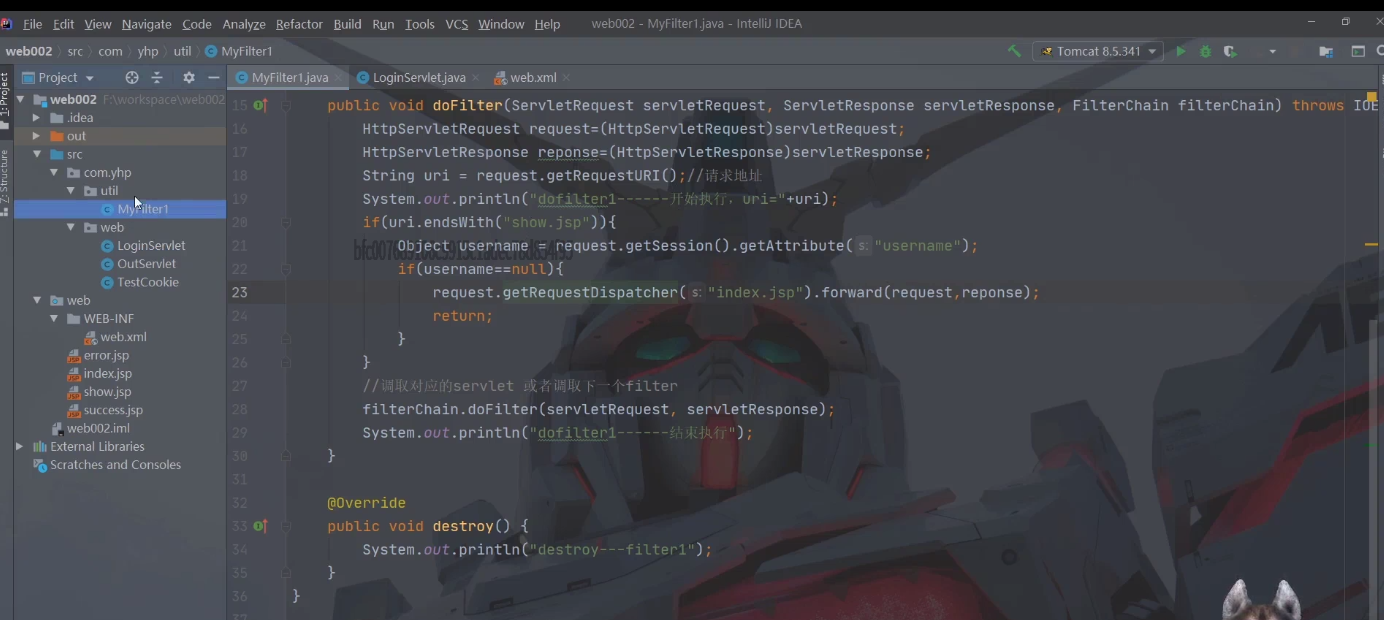 File Edit View Navigate Code Analyze Refactor Build Run Tools VCS Window Help web002 - MyFilter1.java - IntelliJ IDEA
web002 src com yhp util MyFilter1 Tomcat 8.5.341
Project MyFilter1.java LoginServlet.java web.xml
1: Project
Z: Structure
web002 F:\workspace\web002
.idea
out
src
com.yhp
util
MyFilter1
web
LoginServlet
OutServlet
TestCookie
web
WEB-INF
web.xml
error.jsp
index.jsp
show.jsp
success.jsp
web002.iml
External Libraries
Scratches and Consoles
15 public void doFilter(ServletRequest servletRequest, ServletResponse servletResponse, FilterChain filterChain) throws IOE
16 HttpServletRequest request=(HttpServletRequest)servletRequest;
17 HttpServletResponse reponse=(HttpServletResponse)servletResponse;
18 String uri = request.getRequestURI();//请求地址
19 System.out.println("dofilter1------开始执行，uri="+uri);
20 if(uri.endsWith("show.jsp")){
21 Object username = request.getSession().getAttribute( s: "username");
22 if(username==null){
23 request.getRequestDispatcher( s: "index.jsp").forward(request,reponse);
24 return;
25 }
26 }
27 //调取对应的servlet 或者调取下一个filter
28 filterChain.doFilter(servletRequest, servletResponse);
29 System.out.println("dofilter1------结束执行");
30 }
31
32 @Override
33 public void destroy() {
34 System.out.println("destroy---filter1");
35 }
36 }
37